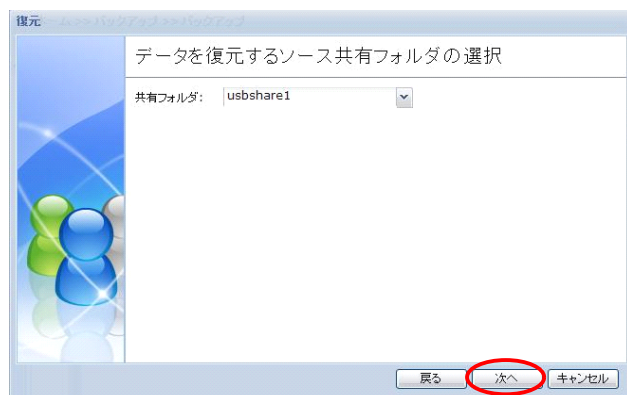 復元
データを復元するソース共有フォルダの選択
共有フォルダ: usbshare1
戻る 次へ キャンセル